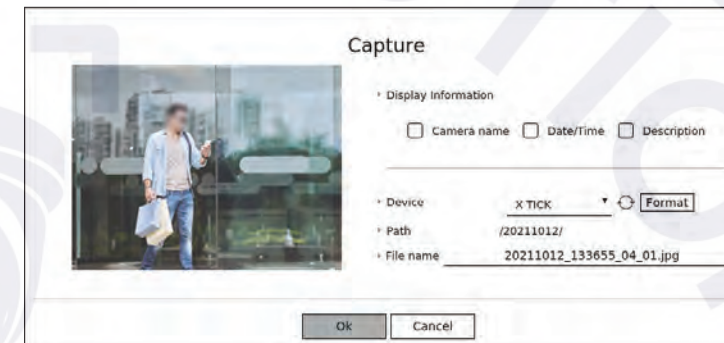 Capture
Display Information
Camera name Date/Time Description
Device X TICK Format
Path /20211012/
File name 20211012_133655_04_01.jpg
Ok Cancel